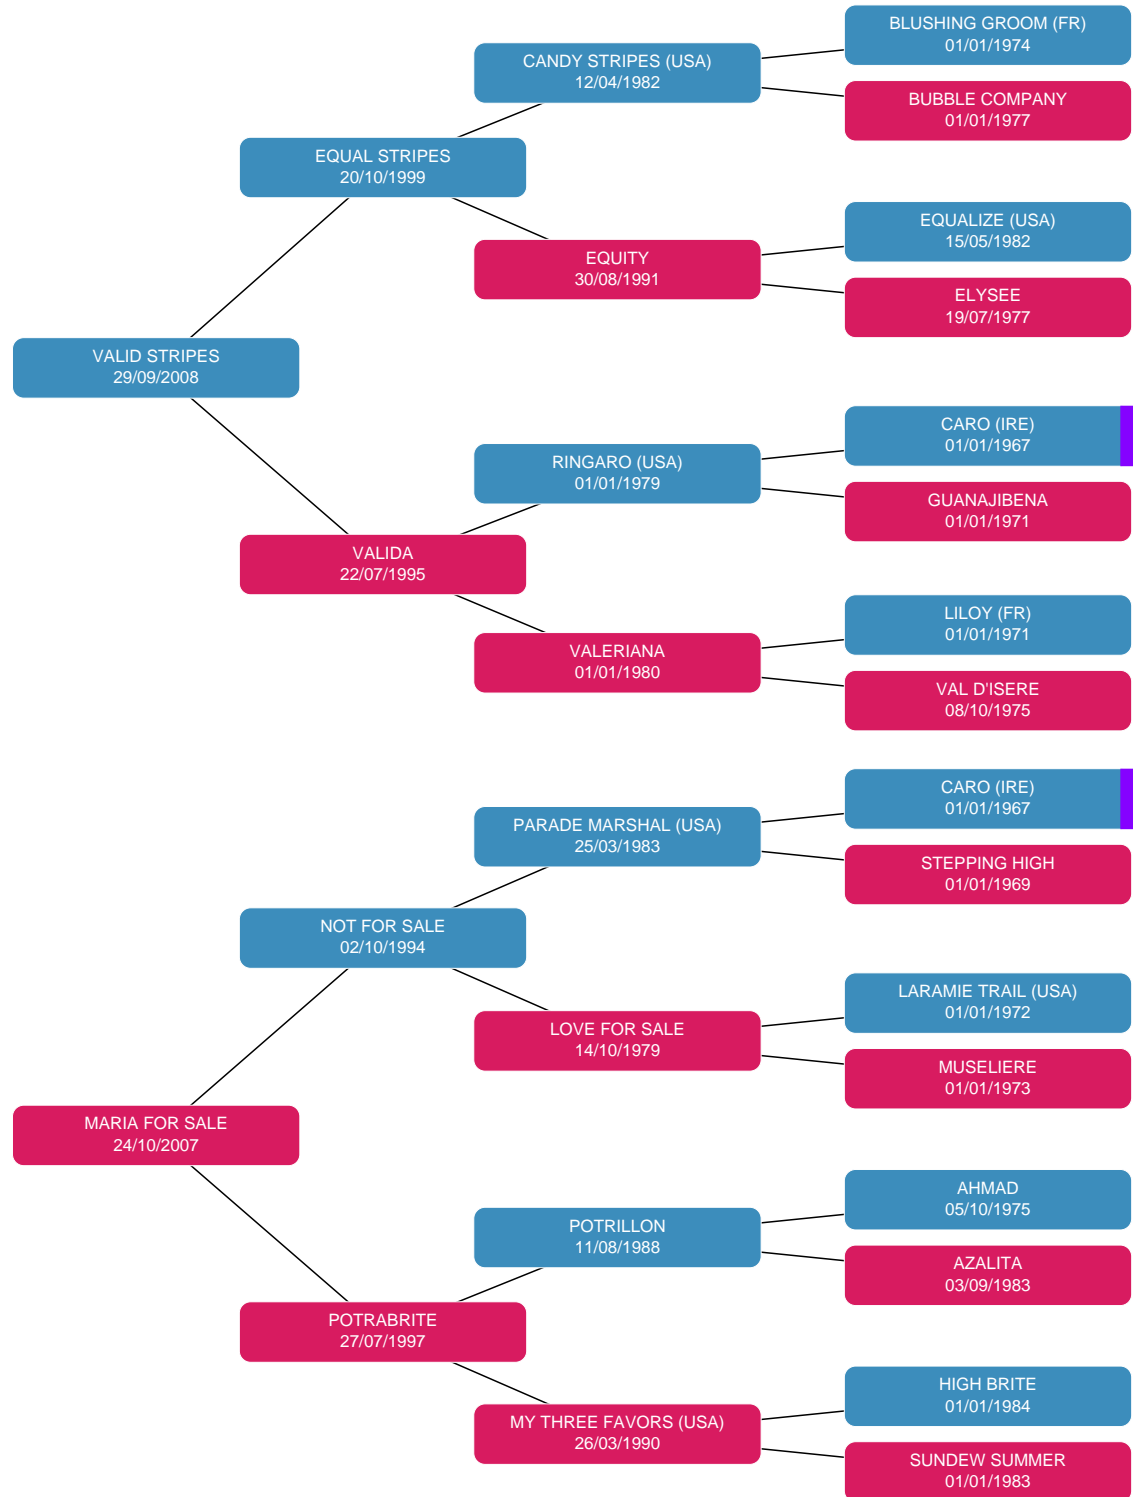 BLUSHING GROOM (FR)
01/01/1974
CANDY STRIPES (USA)
12/04/1982
BUBBLE COMPANY
01/01/1977
EQUAL STRIPES
20/10/1999
EQUALIZE (USA)
15/05/1982
EQUITY
30/08/1991
ELYSEE
19/07/1977
VALID STRIPES
29/09/2008
CARO (IRE)
01/01/1967
RINGARO (USA)
01/01/1979
GUANAJIBENA
01/01/1971
VALIDA
22/07/1995
LILOY (FR)
01/01/1971
VALERIANA
01/01/1980
VAL D'ISERE
08/10/1975
CARO (IRE)
01/01/1967
PARADE MARSHAL (USA)
25/03/1983
STEPPING HIGH
01/01/1969
NOT FOR SALE
02/10/1994
LARAMIE TRAIL (USA)
01/01/1972
LOVE FOR SALE
14/10/1979
MUSELIERE
01/01/1973
MARIA FOR SALE
24/10/2007
AHMAD
05/10/1975
POTRILLON
11/08/1988
AZALITA
03/09/1983
POTRABRITE
27/07/1997
HIGH BRITE
01/01/1984
MY THREE FAVORS (USA)
26/03/1990
SUNDEW SUMMER
01/01/1983